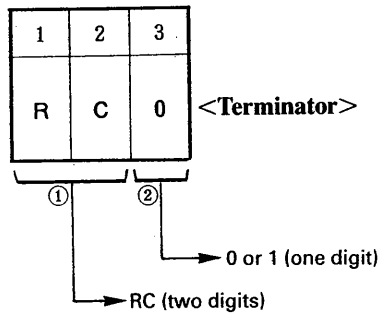 1 2 3
R C 0 <Terminator>
① ②
0 or 1 (one digit)
RC (two digits)